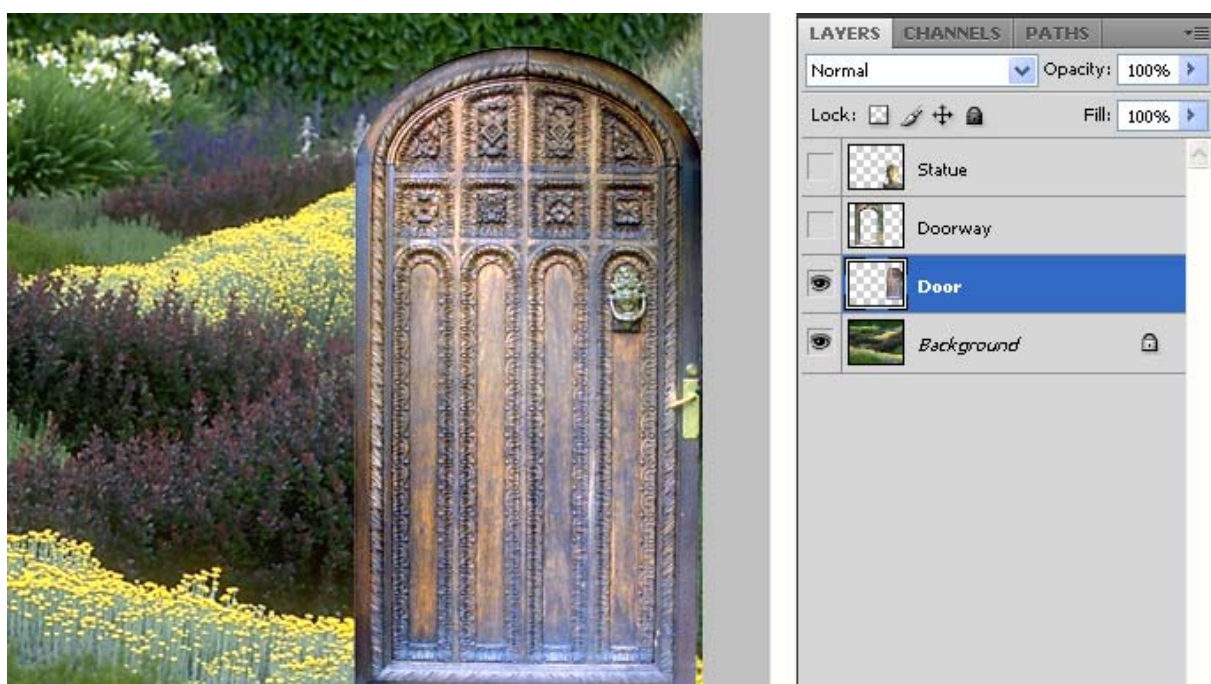 LAYERS CHANNELS PATHS
Normal Opacity: 100%
Lock: Fill: 100%
Statue
Doorway
Door
Background